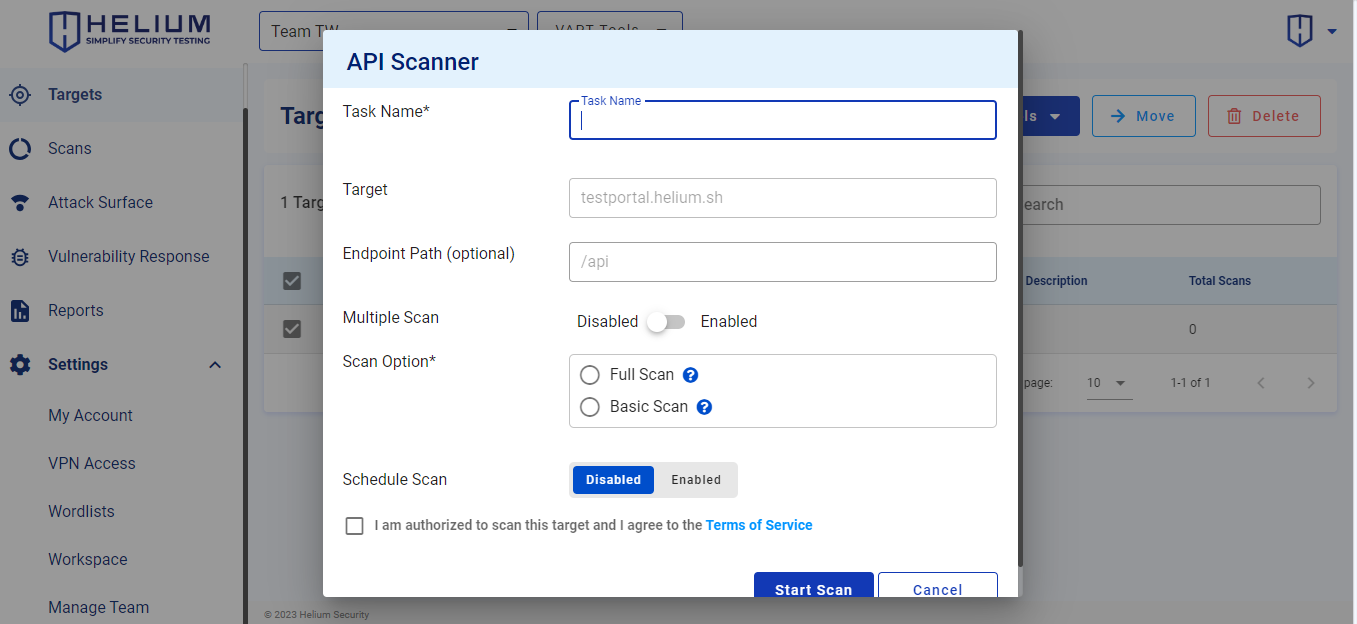 HELIUM
SIMPLIFY SECURITY TESTING
Team TW
VAPT Tools
Targets
Scans
Attack Surface
Vulnerability Response
Reports
Settings
My Account
VPN Access
Wordlists
Workspace
Manage Team
Targ
ls
Move
Delete
1 Targ
earch
Description
Total Scans
0
page:
10
1-1 of 1
API Scanner
Task Name*
Task Name
Target
testportal.helium.sh
Endpoint Path (optional)
/api
Multiple Scan
Disabled
Enabled
Scan Option*
Full Scan ?
Basic Scan ?
Schedule Scan
Disabled
Enabled
I am authorized to scan this target and I agree to the Terms of Service
Start Scan
Cancel
© 2023 Helium Security